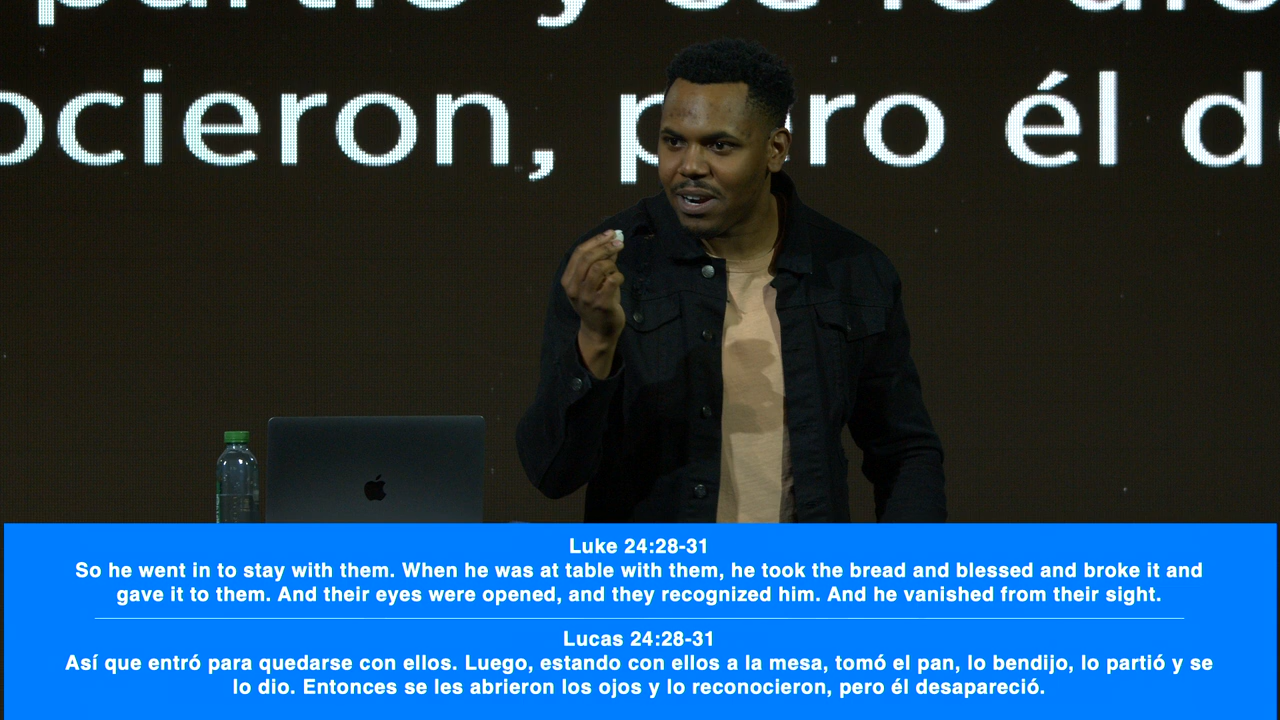 partió y se lo dio
ocieron, pero él d
Luke 24:28-31
So he went in to stay with them. When he was at table with them, he took the bread and blessed and broke it and
gave it to them. And their eyes were opened, and they recognized him. And he vanished from their sight.
Lucas 24:28-31
Así que entró para quedarse con ellos. Luego, estando con ellos a la mesa, tomó el pan, lo bendijo, lo partió y se
lo dio. Entonces se les abrieron los ojos y lo reconocieron, pero él desapareció.